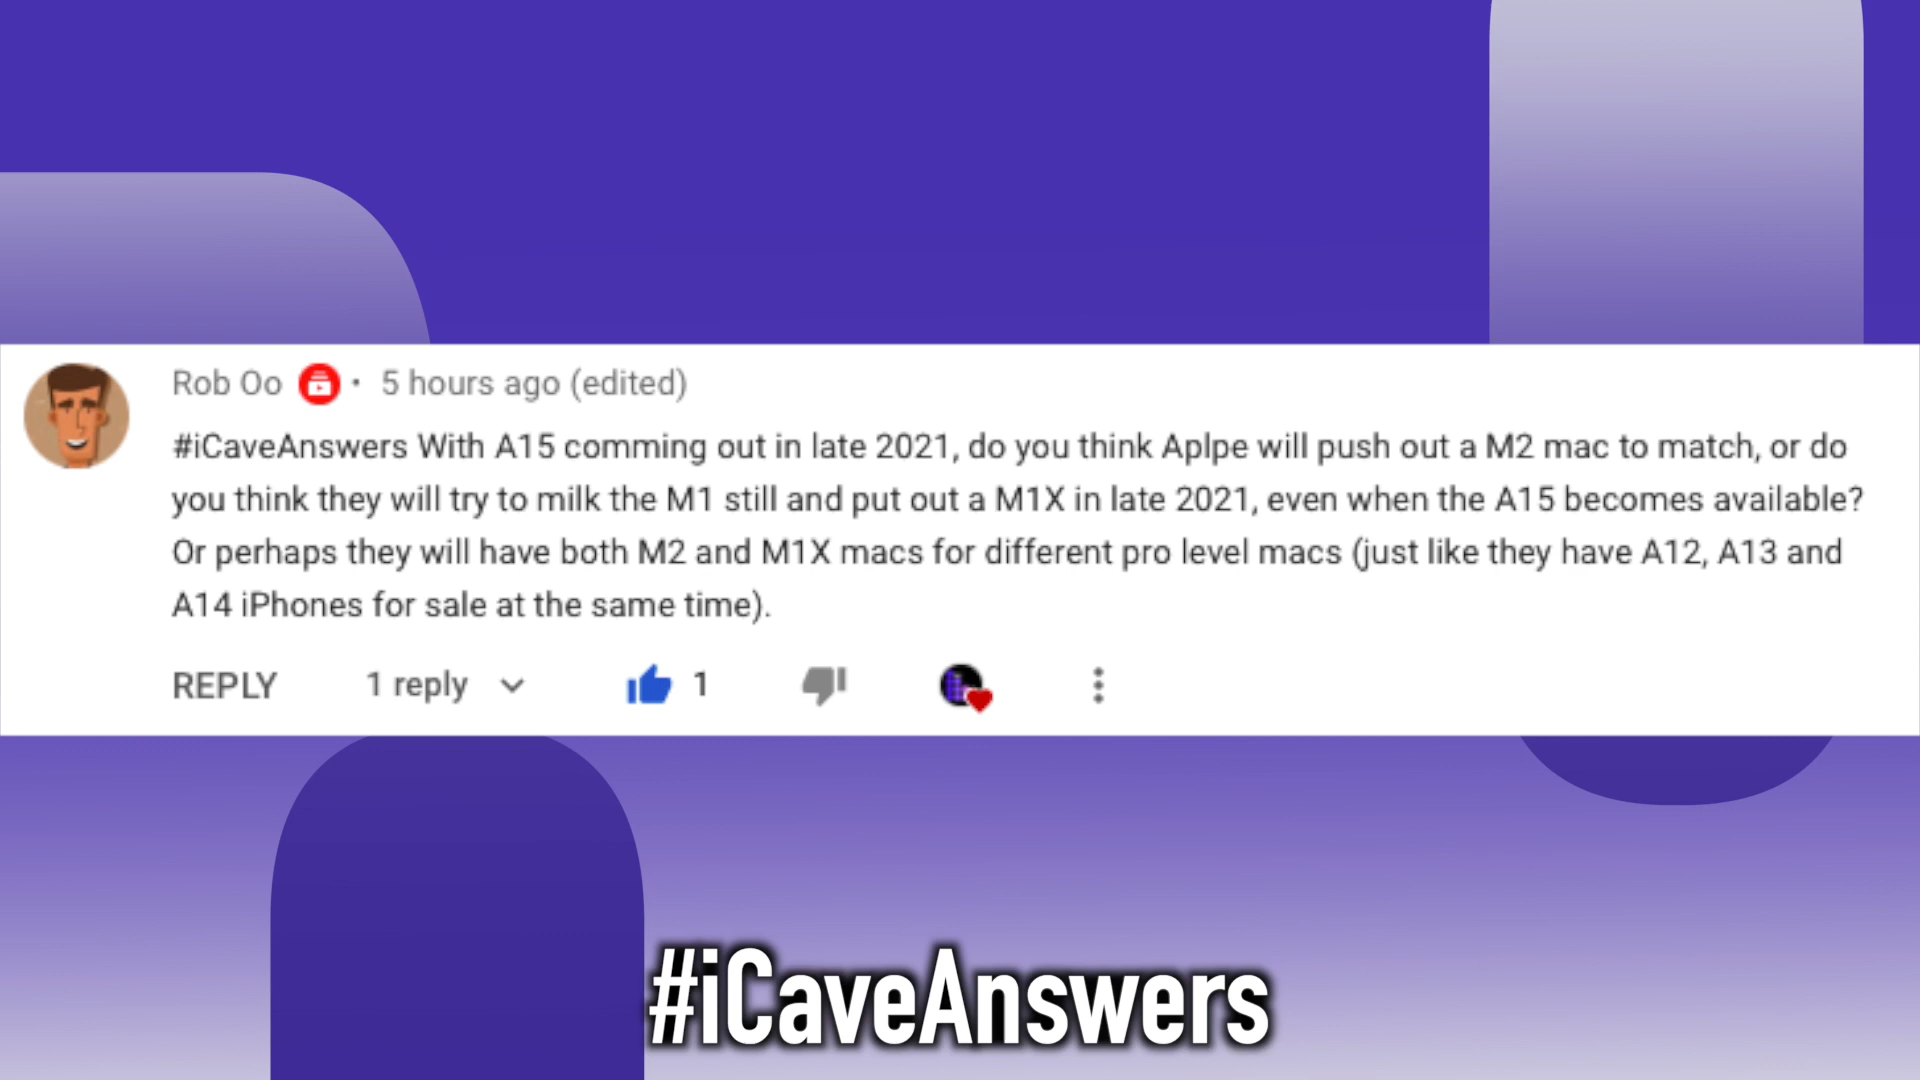 Rob Oo • 5 hours ago (edited)
#iCaveAnswers With A15 comming out in late 2021, do you think Aplpe will push out a M2 mac to match, or do
you think they will try to milk the M1 still and put out a M1X in late 2021, even when the A15 becomes available?
Or perhaps they will have both M2 and M1X macs for different pro level macs (just like they have A12, A13 and
A14 iPhones for sale at the same time).
REPLY 1 reply 1
#iCaveAnswers